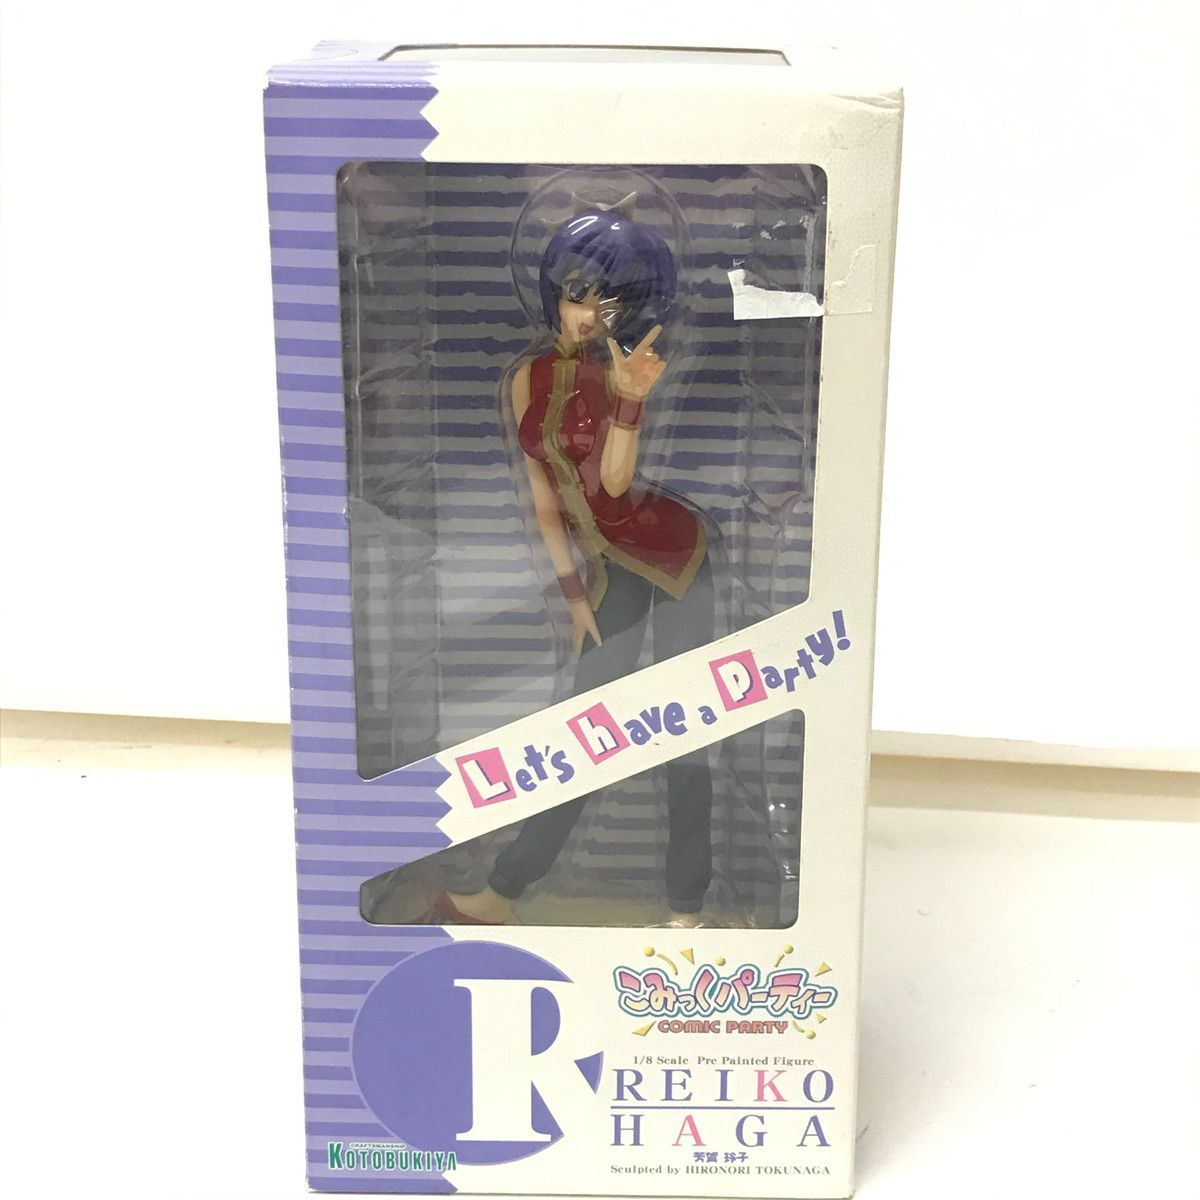 Let's have a Party!
R
こみっくパーティー
COMIC PARTY
1/8 Scale Pre Painted Figure
REIKO
HAGA
芳賀 玲子
Sculpted by HIRONORI TOKUNAGA
CRAFTSMANSHIP
KOTOBUKIYA